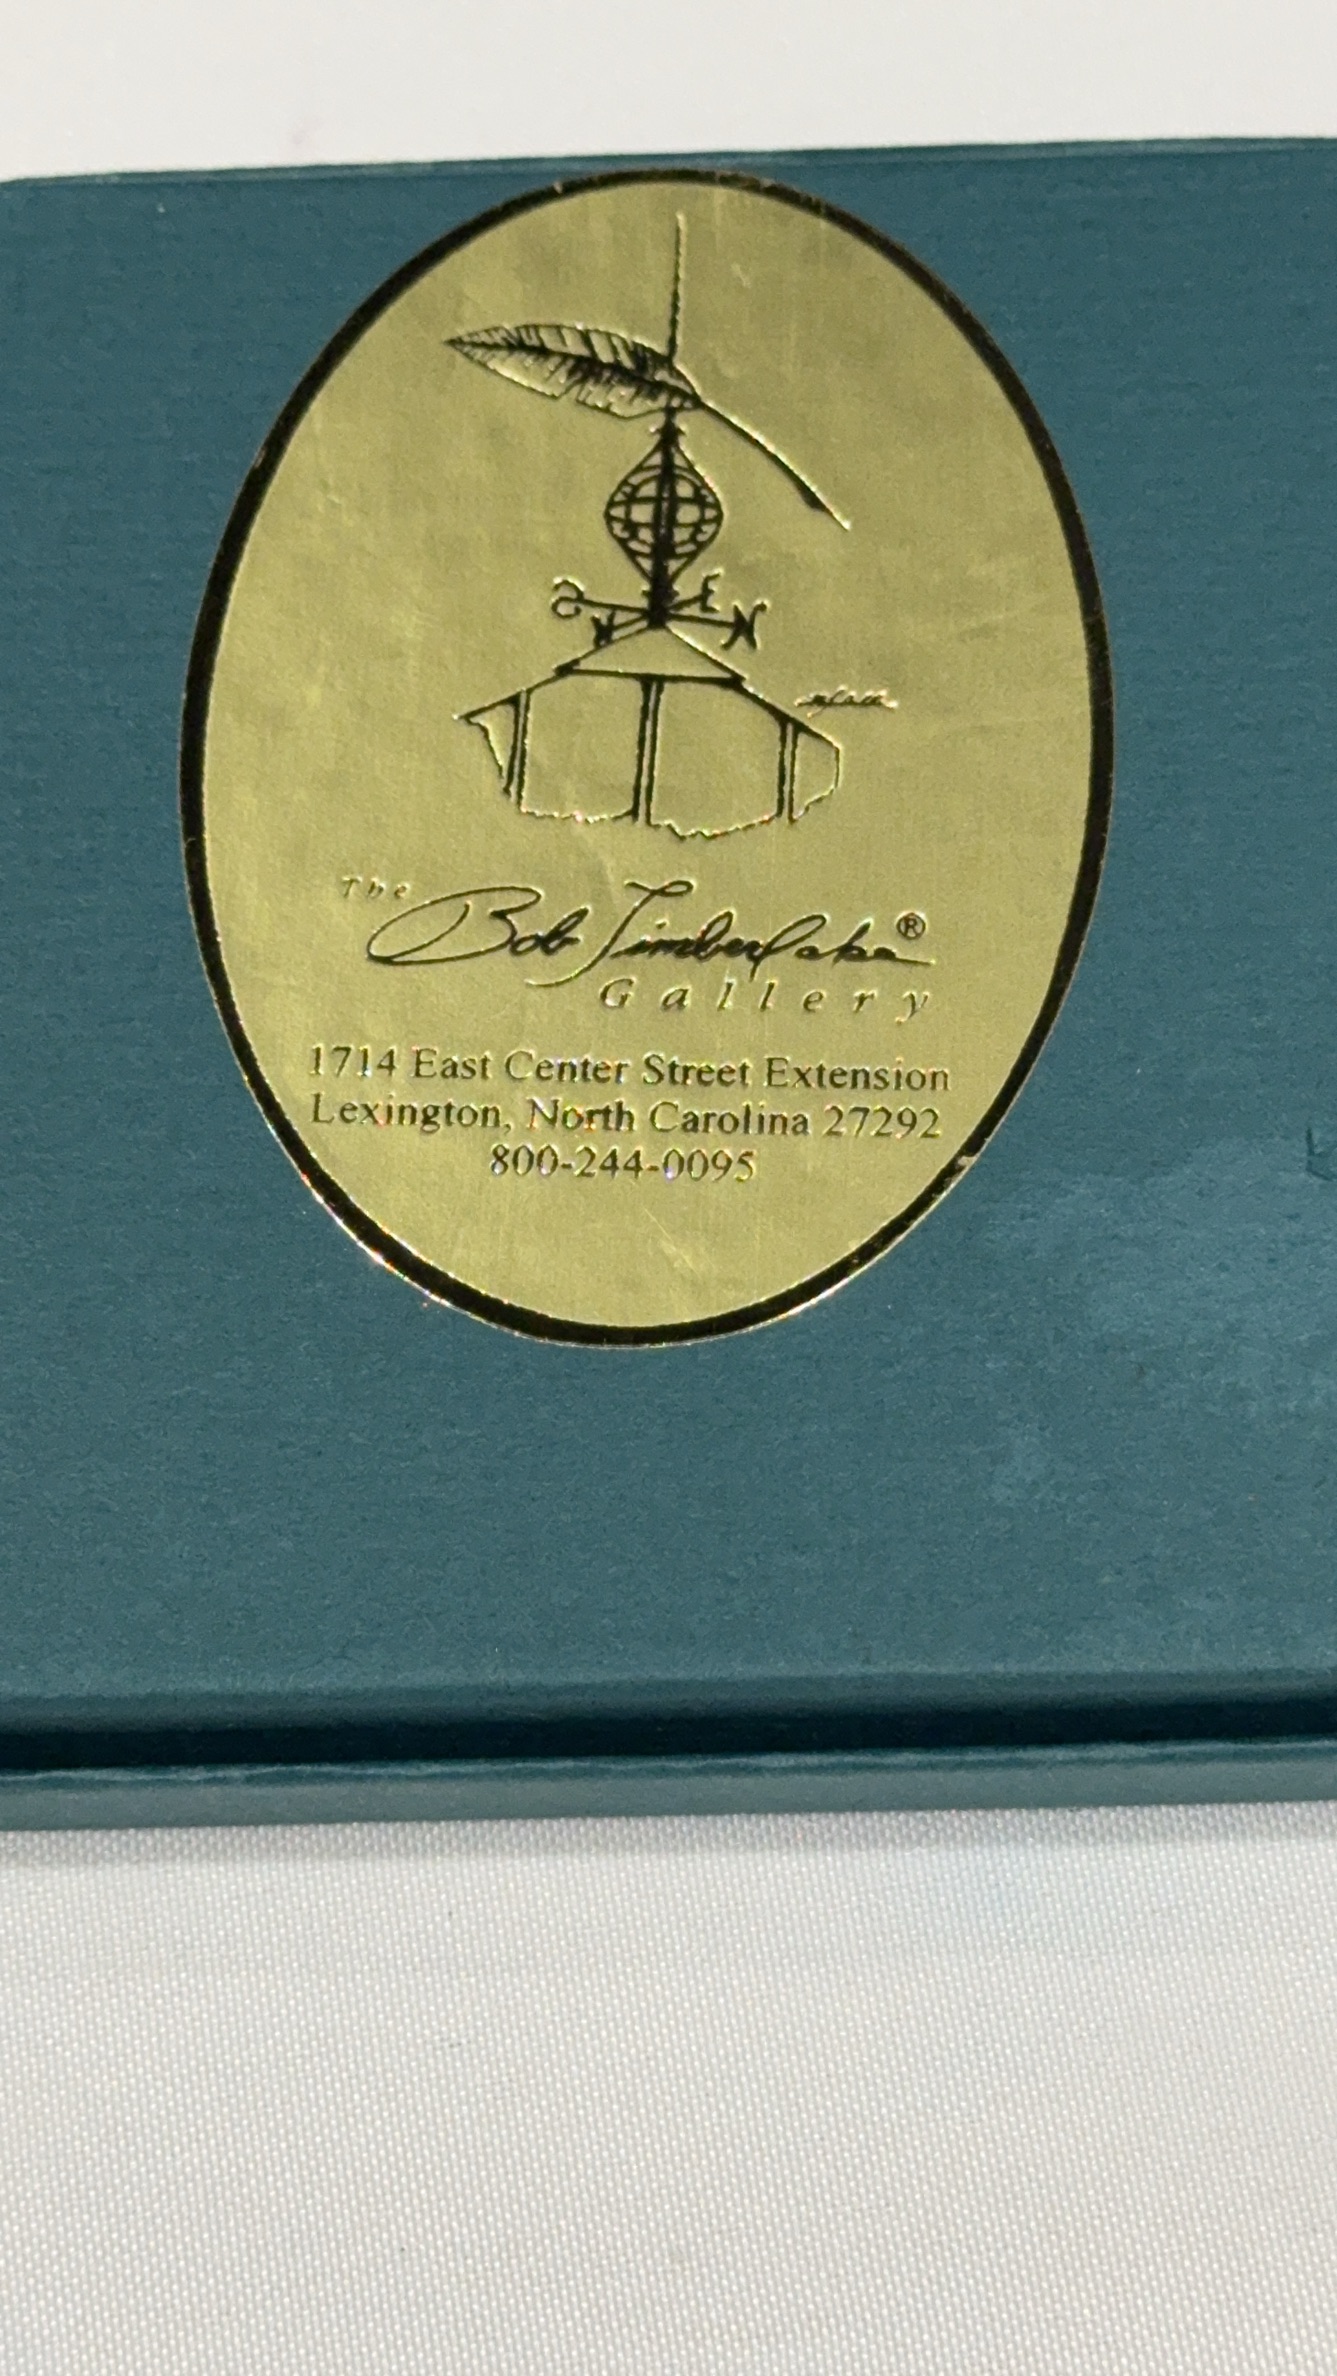 E
S N
W
The
Bob Timberlake®
Gallery
1714 East Center Street Extension
Lexington, North Carolina 27292
800-244-0095